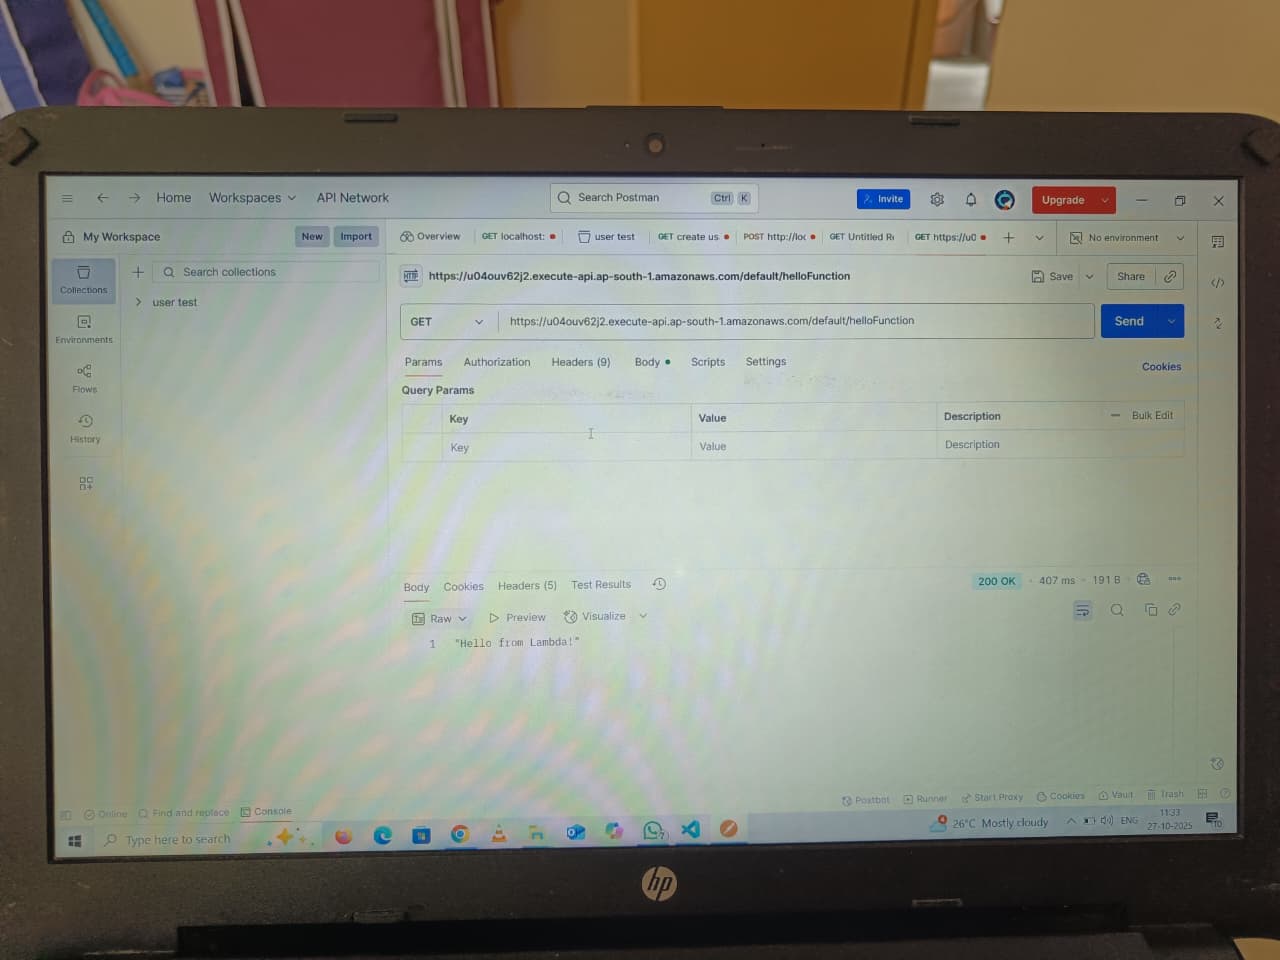 Home Workspaces API Network Search Postman Ctrl K Invite Upgrade
My Workspace New Import Overview GET localhost: user test GET create us POST http://loc GET Untitled Re GET https://u0 No environment
Collections
Search collections
user test
Environments
Flows
History
HTTP https://u04ouv62j2.execute-api.ap-south-1.amazonaws.com/default/helloFunction Save Share
GET https://u04ouv62j2.execute-api.ap-south-1.amazonaws.com/default/helloFunction Send
Params Authorization Headers (9) Body Scripts Settings Cookies
Query Params
Key Value Description Bulk Edit
Key Value Description
Body Cookies Headers (5) Test Results 200 OK 407 ms 191 B
Raw Preview Visualize
1 "Hello from Lambda!"
Online Find and replace Console Postbot Runner Start Proxy Cookies Vault Trash
Type here to search 26°C Mostly cloudy ENG 11:33
27-10-2025
hp